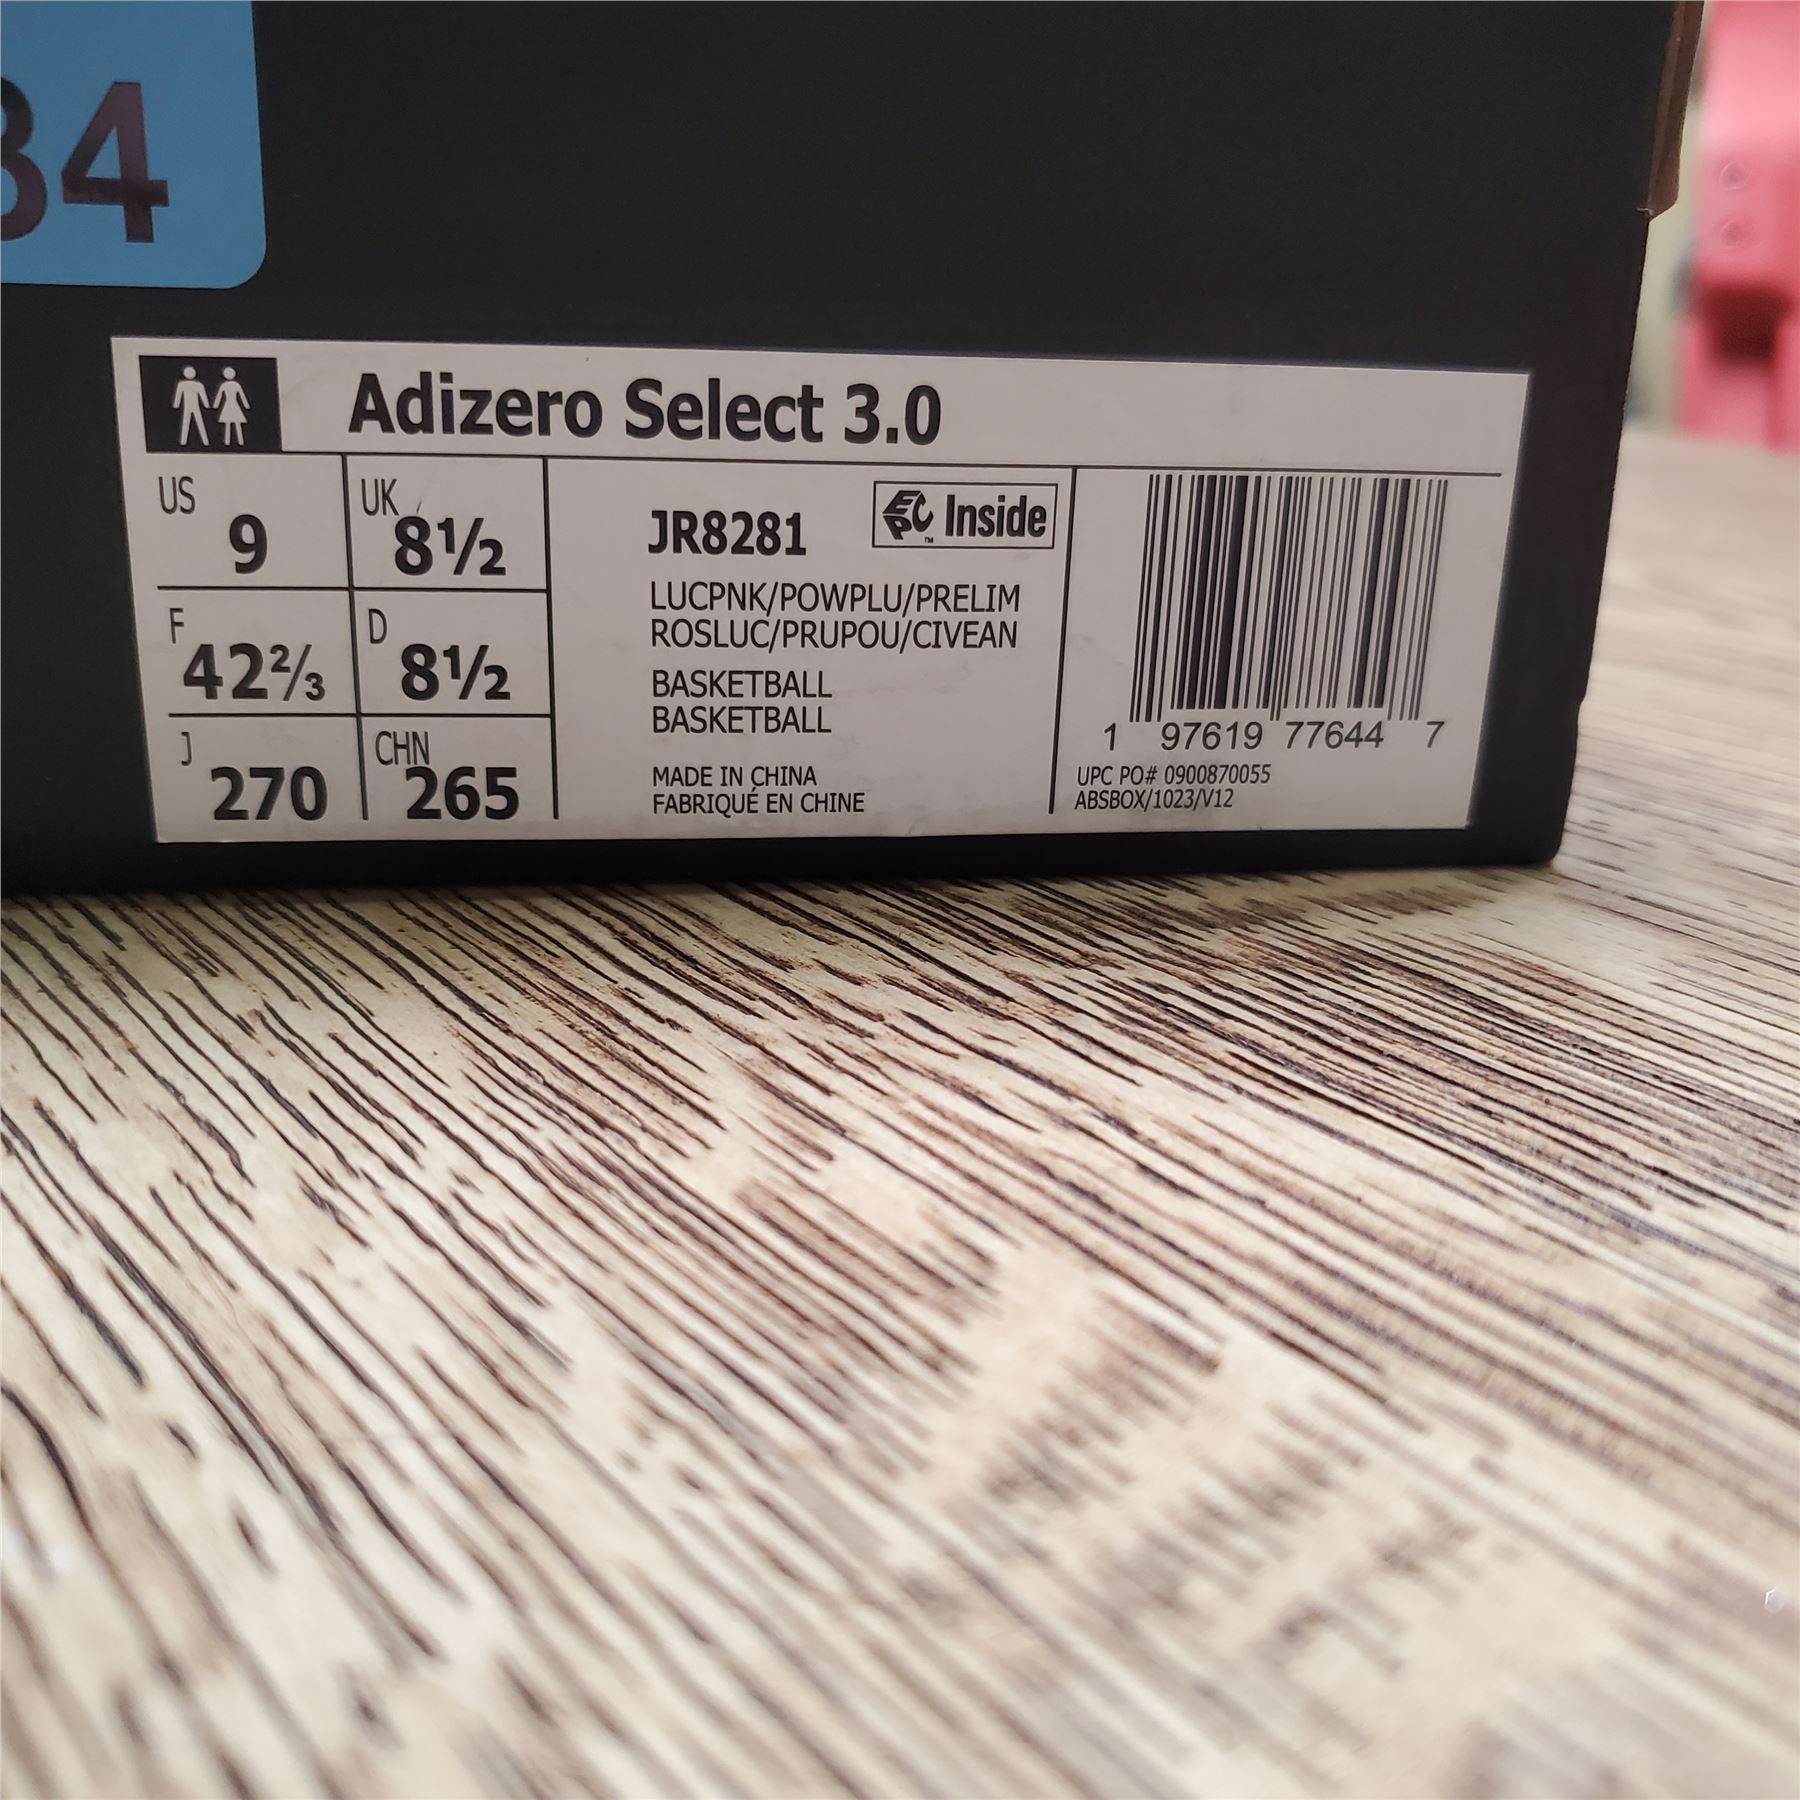 34
Adizero Select 3.0
US 9
UK 8½
F 42⅔
D 8½
J 270
CHN 265
JR8281
EPC Inside
™
LUCPNK/POWPLU/PRELIM
ROSLUC/PRUPOU/CIVEAN
BASKETBALL
BASKETBALL
MADE IN CHINA
FABRIQUÉ EN CHINE
1 97619 77644 7
UPC PO# 0900870055
ABSBOX/1023/V12